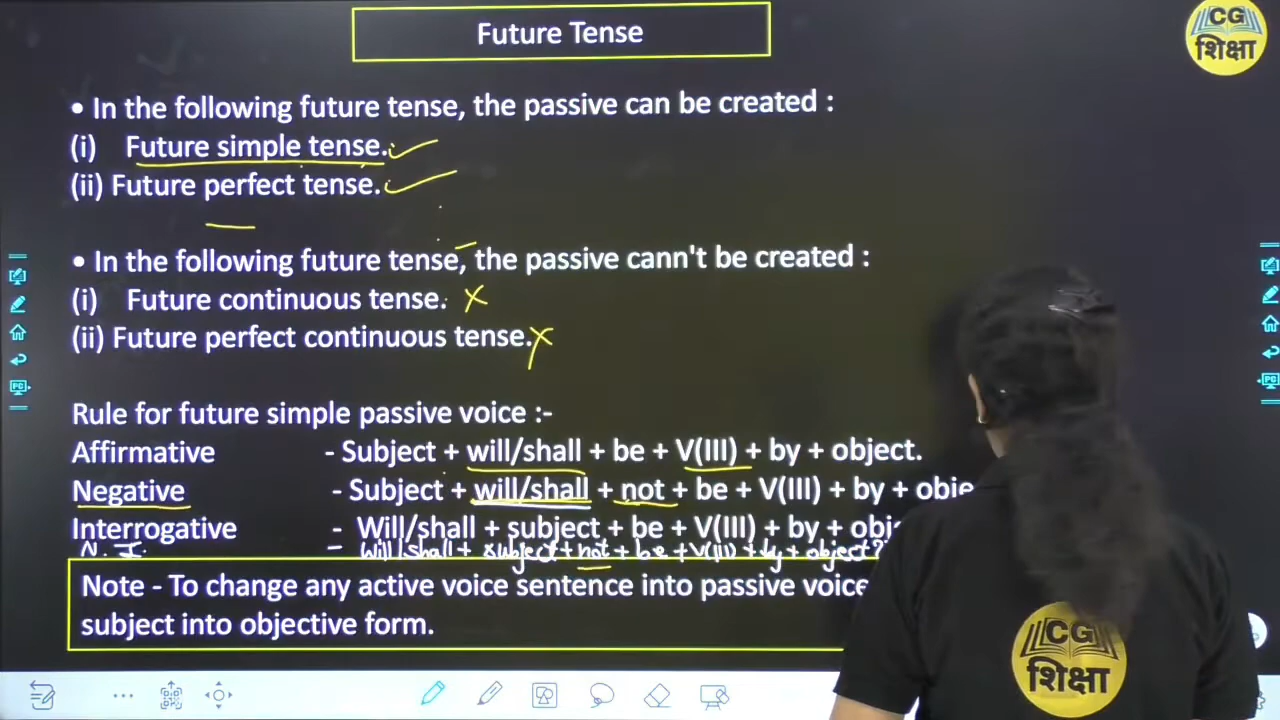 Future Tense
CG
शिक्षा
• In the following future tense, the passive can be created :
(i) Future simple tense.
(ii) Future perfect tense.
• In the following future tense, the passive cann't be created :
(i) Future continuous tense.
(ii) Future perfect continuous tense.
Rule for future simple passive voice :-
Affirmative - Subject + will/shall + be + V(III) + by + object.
Negative - Subject + will/shall + not + be + V(III) + by + obje
Interrogative - Will/shall + subject + be + V(III) + by + obj
N. I. - Will/shall + subject + not + be + V(III) + by + object?
Note - To change any active voice sentence into passive voice
subject into objective form.
CG
शिक्षा